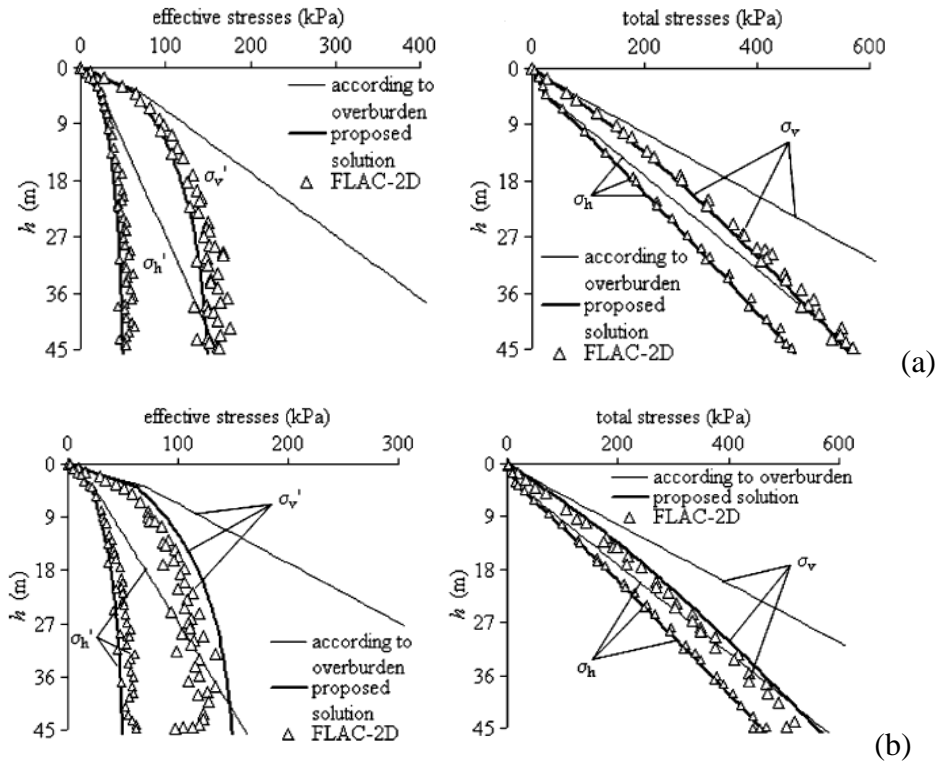 effective stresses (kPa)
0 100 200 300 400
0
9
18
27
36
45
h (m)
according to
overburden
proposed
solution
FLAC-2D
σv'
σh'
total stresses (kPa)
0 200 400 600
0
9
18
27
36
45
h (m)
σv
σh
according to
overburden
proposed
solution
FLAC-2D
(a)
effective stresses (kPa)
0 100 200 300
0
9
18
27
36
45
h (m)
σv'
σh'
according to
overburden
proposed
solution
FLAC-2D
total stresses (kPa)
0 200 400 600
0
9
18
27
36
45
h (m)
according to overburden
proposed solution
FLAC-2D
σv
σh
(b)